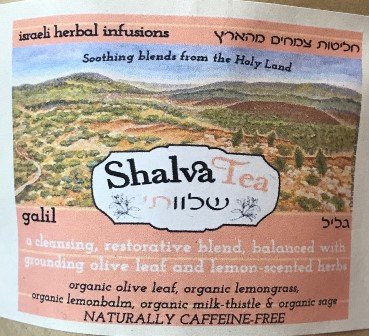 israeli herbal infusions חליטות צמחים מהארץ
Soothing blends from the Holy Land
Shalva Tea
שלוותי
galil גליל
a cleansing, restorative blend, balanced with
grounding olive leaf and lemon-scented herbs
organic olive leaf, organic lemongrass,
organic lemonbalm, organic milk-thistle & organic sage
NATURALLY CAFFEINE-FREE